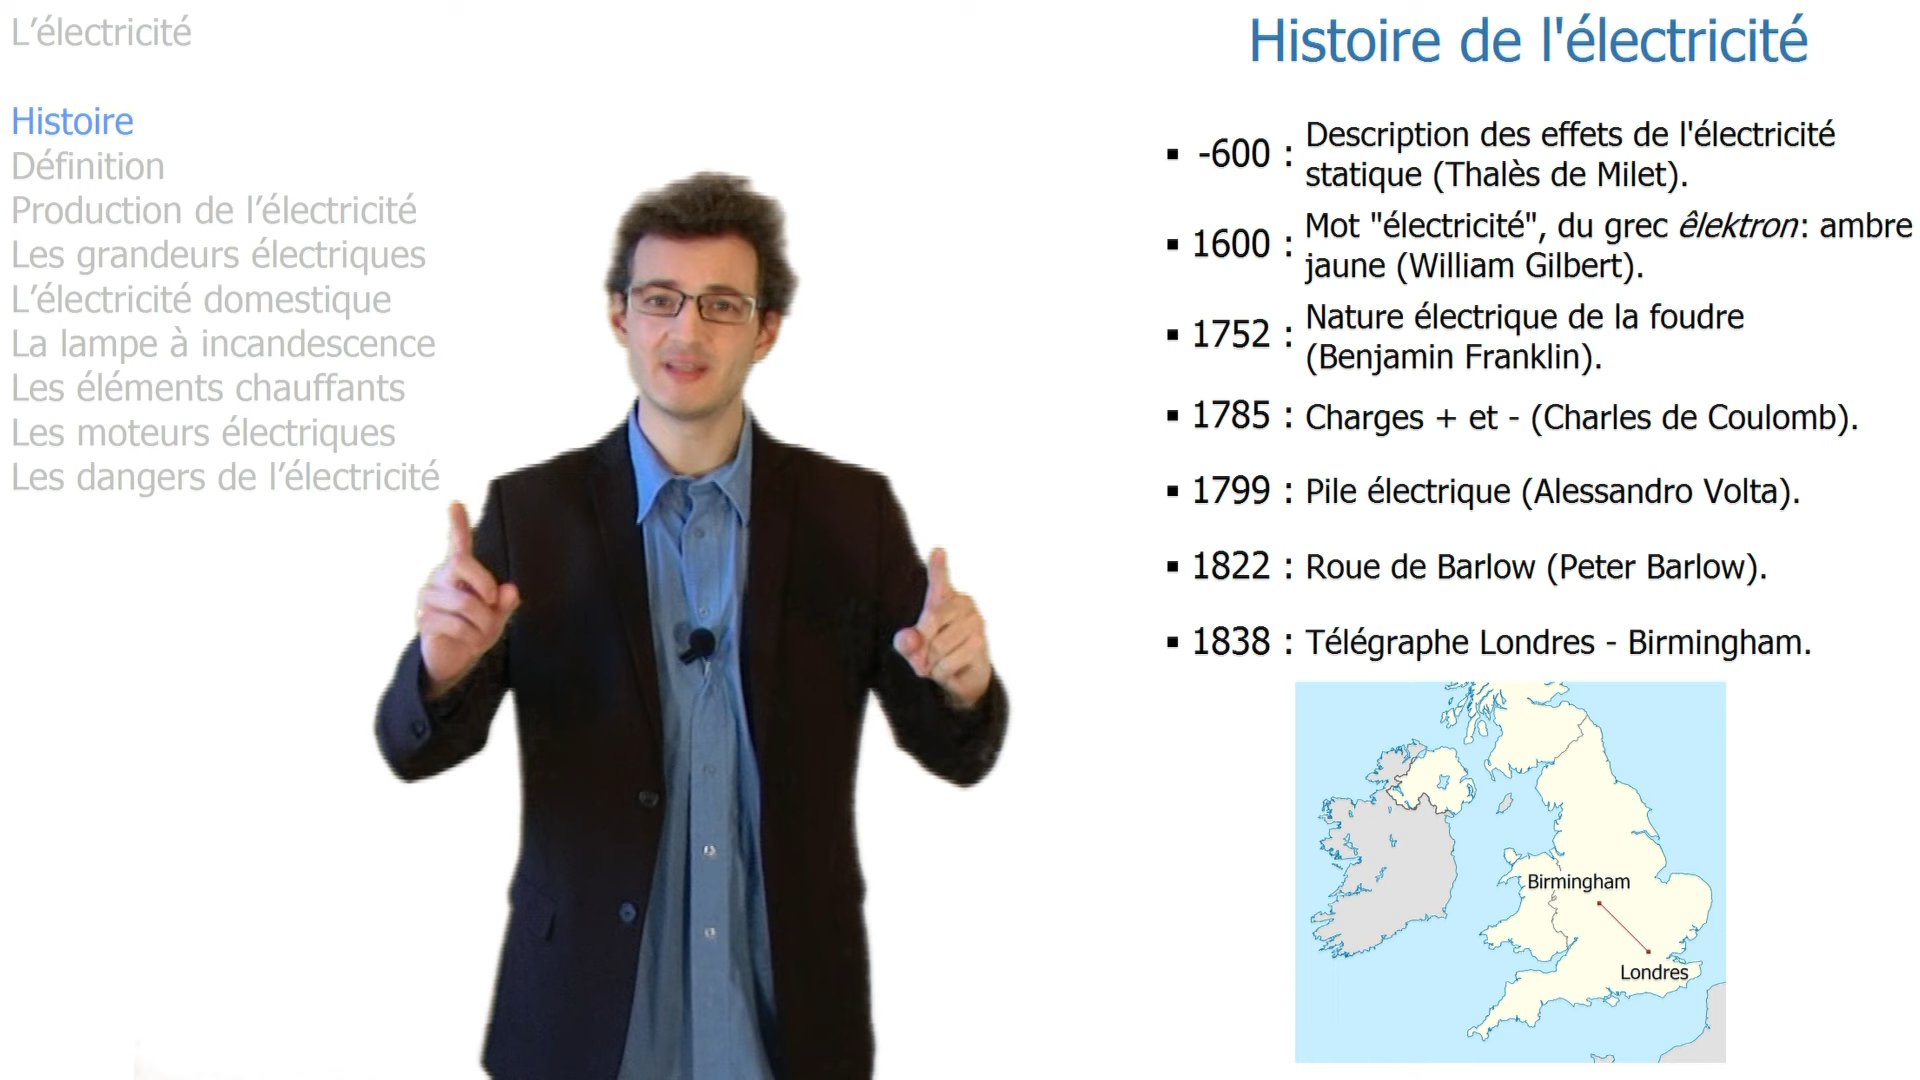 L’électricité
Histoire
Définition
Production de l’électricité
Les grandeurs électriques
L’électricité domestique
La lampe à incandescence
Les éléments chauffants
Les moteurs électriques
Les dangers de l’électricité
Histoire de l'électricité
▪ -600 : Description des effets de l'électricité
statique (Thalès de Milet).
▪ 1600 : Mot "électricité", du grec êlektron: ambre
jaune (William Gilbert).
▪ 1752 : Nature électrique de la foudre
(Benjamin Franklin).
▪ 1785 : Charges + et - (Charles de Coulomb).
▪ 1799 : Pile électrique (Alessandro Volta).
▪ 1822 : Roue de Barlow (Peter Barlow).
▪ 1838 : Télégraphe Londres - Birmingham.
Birmingham
Londres